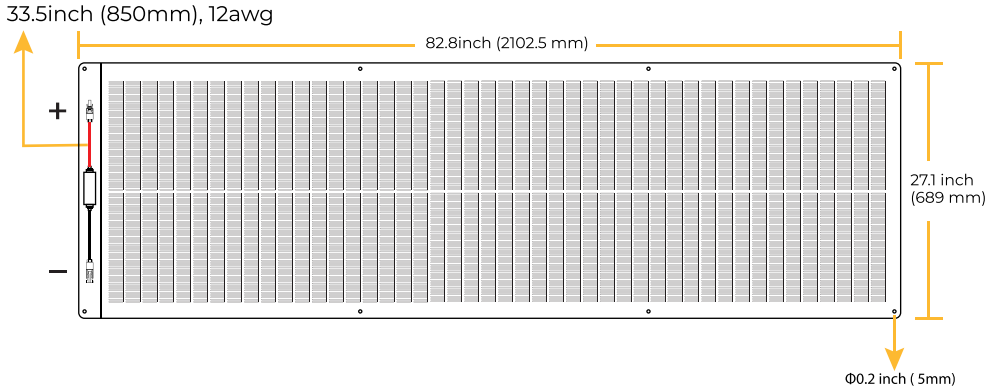 33.5inch (850mm), 12awg
82.8inch (2102.5 mm)
+
27.1 inch
(689 mm)
−
Φ0.2 inch ( 5mm)